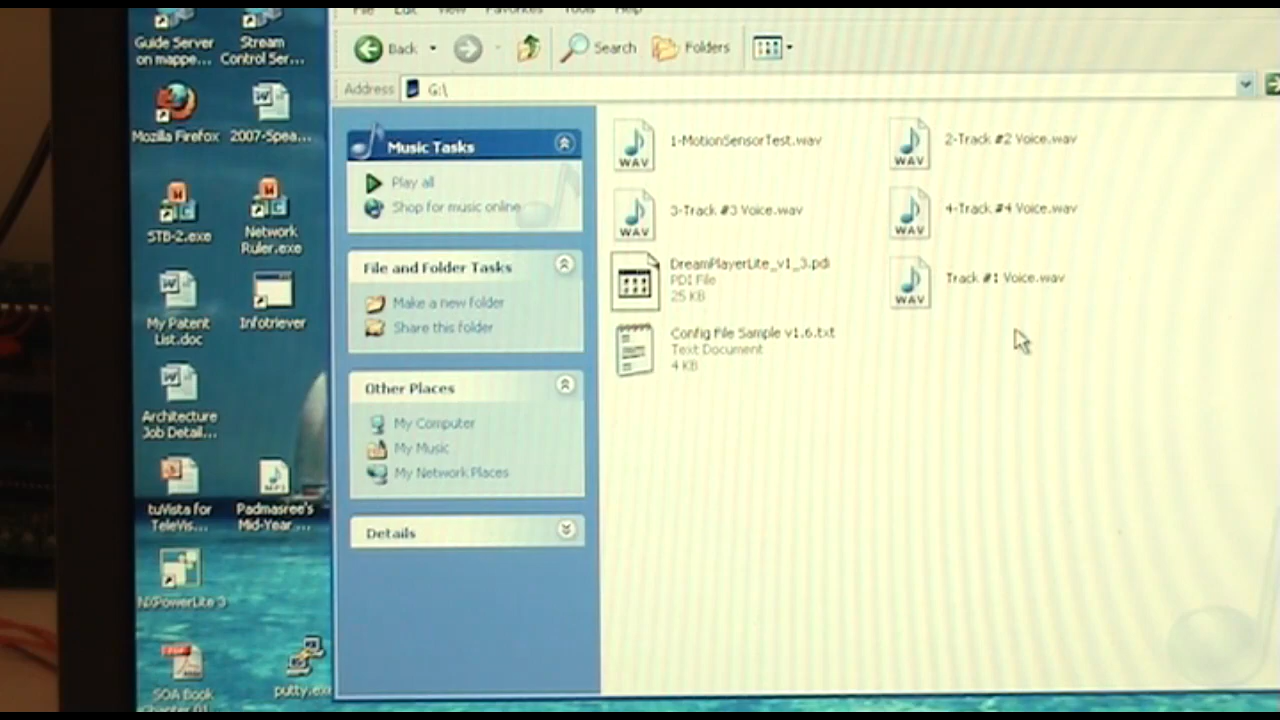 File Edit View Favorites Tools Help
Back
Search
Folders
Address G:\
Guide Server
on mappe...
Stream
Control Ser...
Mozilla Firefox
2007-Spea...
STB-2.exe
Network
Ruler.exe
My Patent
List.doc
Infotriever
Architecture
Job Detail...
tuVista for
TeleVis...
Padmasree's
Mid-Year ...
NXPowerLite 3
SOA Book
Chapter 01
putty.exe
Music Tasks
Play all
Shop for music online
File and Folder Tasks
Make a new folder
Share this folder
Other Places
My Computer
My Music
My Network Places
Details
WAV
1-MotionSensorTest.wav
WAV
2-Track #2 Voice.wav
WAV
3-Track #3 Voice.wav
WAV
4-Track #4 Voice.wav
DreamPlayerLite_v1_3.pdi
PDI File
25 KB
WAV
Track #1 Voice.wav
Config File Sample v1.6.txt
Text Document
4 KB